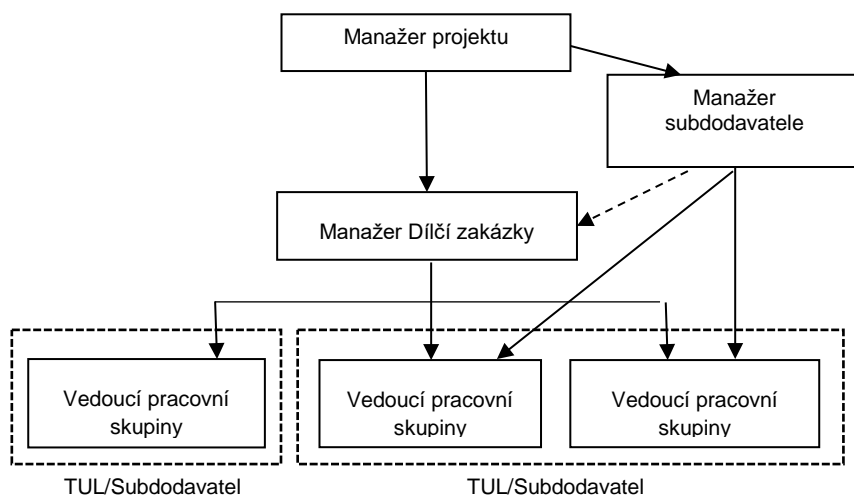 Manažer projektu
Manažer
subdodavatele
Manažer Dílčí zakázky
Vedoucí pracovní
skupiny
Vedoucí pracovní
skupiny
Vedoucí pracovní
skupiny
TUL/Subdodavatel
TUL/Subdodavatel